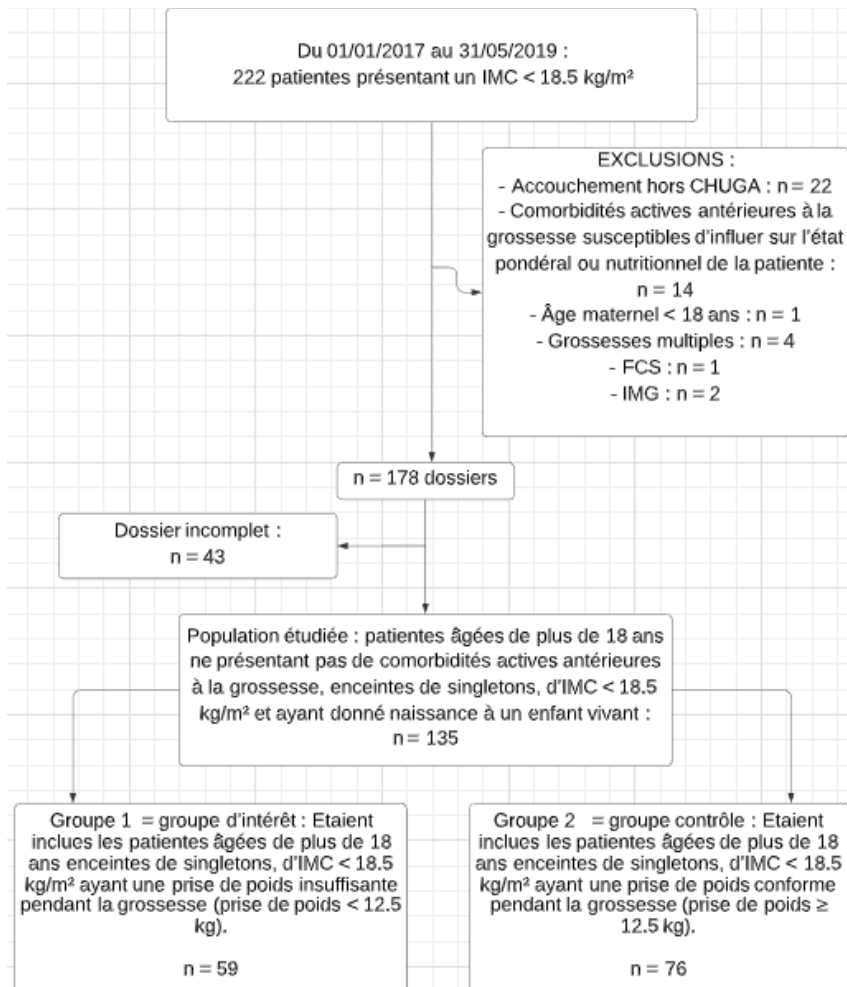 Du 01/01/2017 au 31/05/2019 :
222 patientes présentant un IMC < 18.5 kg/m²
EXCLUSIONS :
- Accouchement hors CHUGA : n = 22
- Comorbidités actives antérieures à la
grossesse susceptibles d'influer sur l'état
pondéral ou nutritionnel de la patiente :
n = 14
- Âge maternel < 18 ans : n = 1
- Grossesses multiples : n = 4
- FCS : n = 1
- IMG : n = 2
n = 178 dossiers
Dossier incomplet :
n = 43
Population étudiée : patientes âgées de plus de 18 ans
ne présentant pas de comorbidités actives antérieures
à la grossesse, enceintes de singletons, d'IMC < 18.5
kg/m² et ayant donné naissance à un enfant vivant :
n = 135
Groupe 1 = groupe d'intérêt : Etaient
inclues les patientes âgées de plus de 18
ans enceintes de singletons, d'IMC < 18.5
kg/m² ayant une prise de poids insuffisante
pendant la grossesse (prise de poids < 12.5
kg).
n = 59
Groupe 2 = groupe contrôle : Etaient
inclues les patientes âgées de plus de 18
ans enceintes de singletons, d'IMC < 18.5
kg/m² ayant une prise de poids conforme
pendant la grossesse (prise de poids ≥
12.5 kg).
n = 76